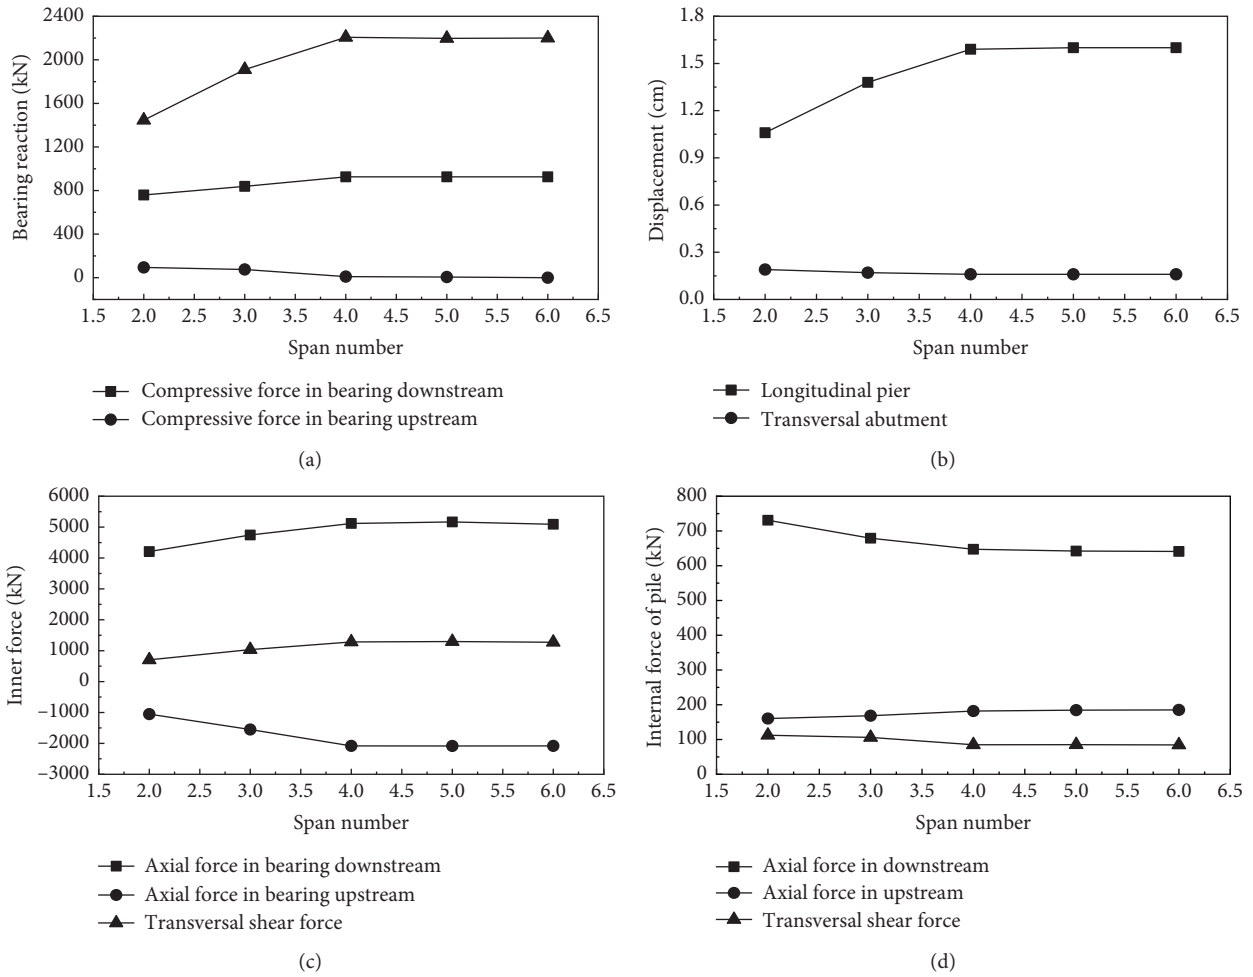 2400
2000
1600
1200
800
400
0
Bearing reaction (kN)
1.5 2.0 2.5 3.0 3.5 4.0 4.5 5.0 5.5 6.0 6.5
Span number
Compressive force in bearing downstream
Compressive force in bearing upstream
(a)
1.8
1.5
1.2
0.9
0.6
0.3
0.0
Displacement (cm)
1.5 2.0 2.5 3.0 3.5 4.0 4.5 5.0 5.5 6.0 6.5
Span number
Longitudinal pier
Transversal abutment
(b)
6000
5000
4000
3000
2000
1000
0
–1000
–2000
–3000
Inner force (kN)
1.5 2.0 2.5 3.0 3.5 4.0 4.5 5.0 5.5 6.0 6.5
Span number
Axial force in bearing downstream
Axial force in bearing upstream
Transversal shear force
(c)
800
700
600
500
400
300
200
100
0
Internal force of pile (kN)
1.5 2.0 2.5 3.0 3.5 4.0 4.5 5.0 5.5 6.0 6.5
Span number
Axial force in downstream
Axial force in upstream
Transversal shear force
(d)